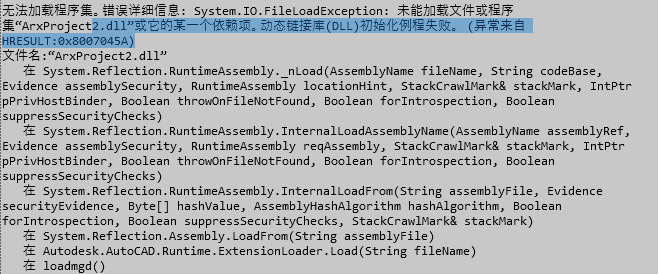 无法加载程序集。错误详细信息: System.IO.FileLoadException: 未能加载文件或程序
集“ArxProject2.dll”或它的某一个依赖项。动态链接库(DLL)初始化例程失败。 (异常来自
HRESULT:0x8007045A)
文件名:“ArxProject2.dll”
在 System.Reflection.RuntimeAssembly._nLoad(AssemblyName fileName, String codeBase,
Evidence assemblySecurity, RuntimeAssembly locationHint, StackCrawlMark& stackMark, IntPtr
pPrivHostBinder, Boolean throwOnFileNotFound, Boolean forIntrospection, Boolean
suppressSecurityChecks)
在 System.Reflection.RuntimeAssembly.InternalLoadAssemblyName(AssemblyName assemblyRef,
Evidence assemblySecurity, RuntimeAssembly reqAssembly, StackCrawlMark& stackMark, IntPtr
pPrivHostBinder, Boolean throwOnFileNotFound, Boolean forIntrospection, Boolean
suppressSecurityChecks)
在 System.Reflection.RuntimeAssembly.InternalLoadFrom(String assemblyFile, Evidence
securityEvidence, Byte[] hashValue, AssemblyHashAlgorithm hashAlgorithm, Boolean
forIntrospection, Boolean suppressSecurityChecks, StackCrawlMark& stackMark)
在 System.Reflection.Assembly.LoadFrom(String assemblyFile)
在 Autodesk.AutoCAD.Runtime.ExtensionLoader.Load(String fileName)
在 loadmgd()